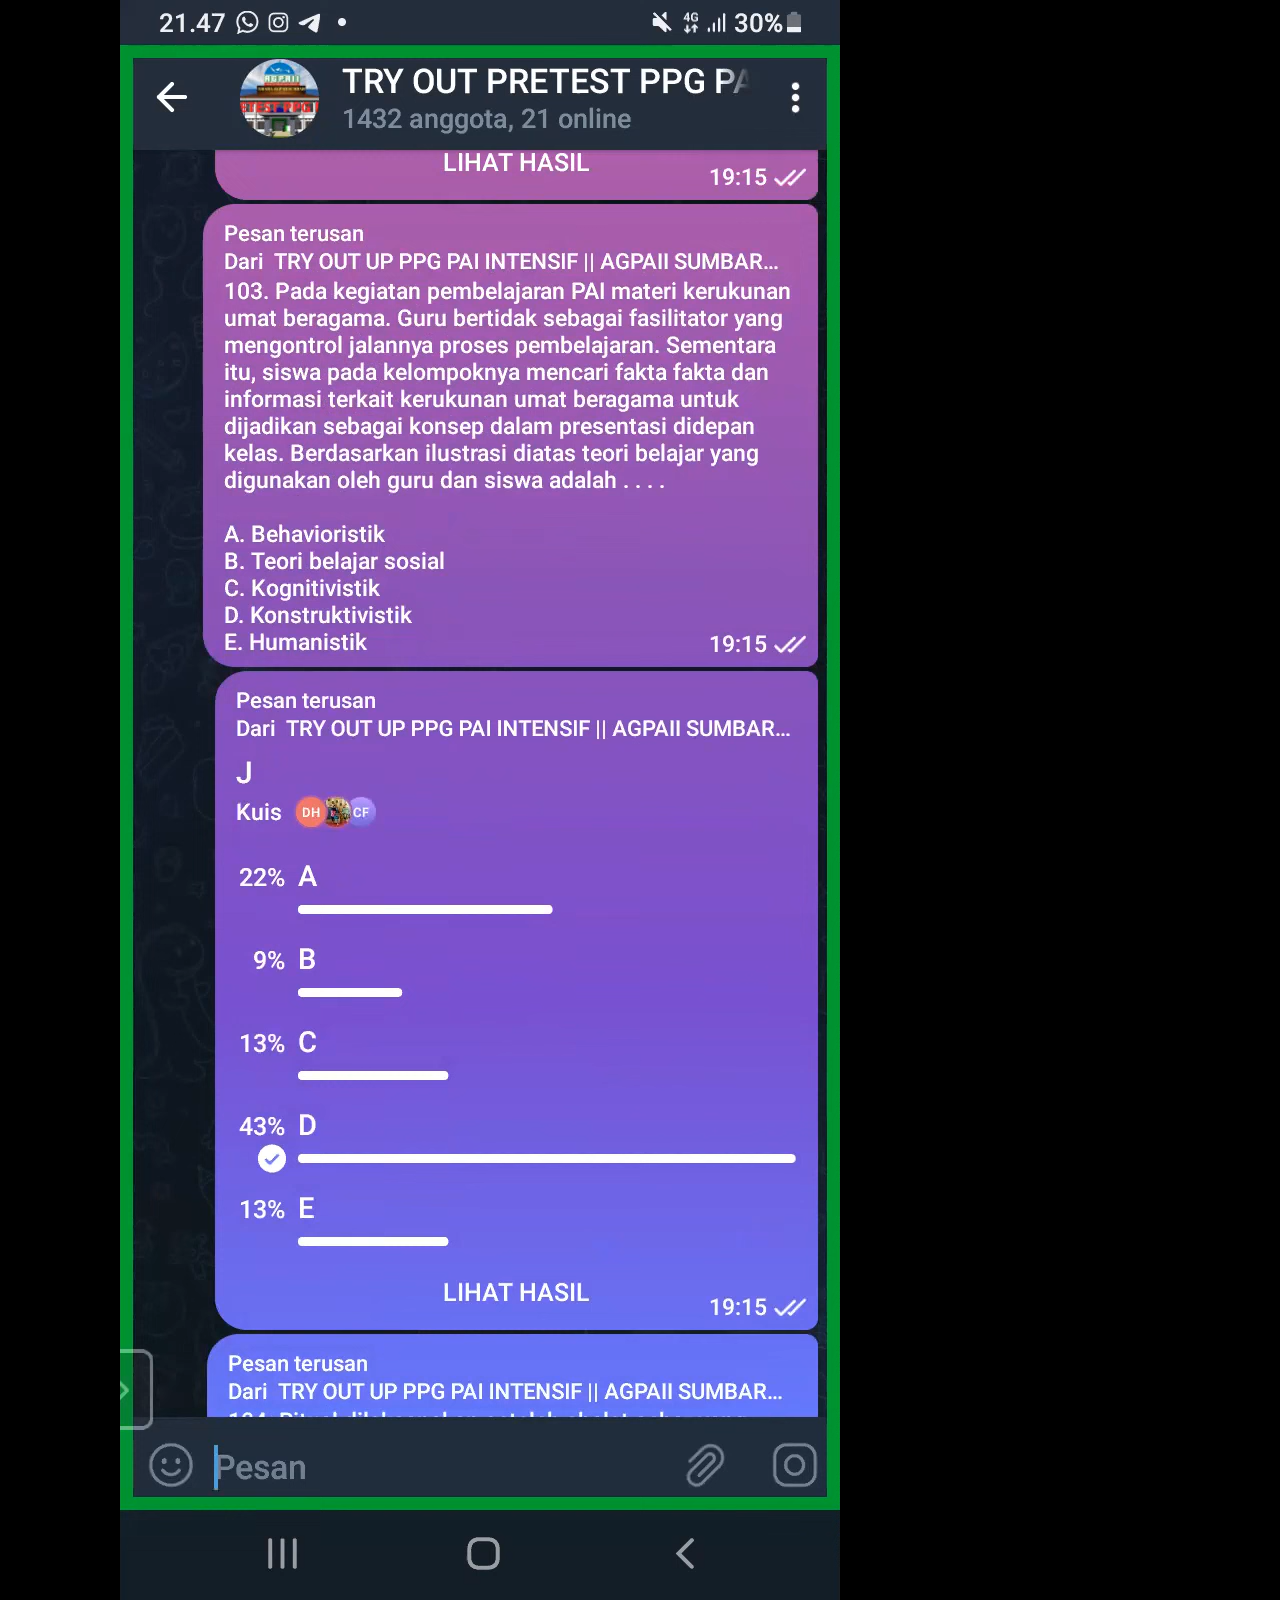 21.47
4G
30%
TRY OUT PRETEST PPG PA
1432 anggota, 21 online
LIHAT HASIL
19:15
Pesan terusan
Dari TRY OUT UP PPG PAI INTENSIF || AGPAII SUMBAR...
103. Pada kegiatan pembelajaran PAI materi kerukunan
umat beragama. Guru bertidak sebagai fasilitator yang
mengontrol jalannya proses pembelajaran. Sementara
itu, siswa pada kelompoknya mencari fakta fakta dan
informasi terkait kerukunan umat beragama untuk
dijadikan sebagai konsep dalam presentasi didepan
kelas. Berdasarkan ilustrasi diatas teori belajar yang
digunakan oleh guru dan siswa adalah . . . .
A. Behavioristik
B. Teori belajar sosial
C. Kognitivistik
D. Konstruktivistik
E. Humanistik
19:15
Pesan terusan
Dari TRY OUT UP PPG PAI INTENSIF || AGPAII SUMBAR...
J
Kuis DH CF
22% A
9% B
13% C
43% D
13% E
LIHAT HASIL
19:15
Pesan terusan
Dari TRY OUT UP PPG PAI INTENSIF || AGPAII SUMBAR...
Pesan